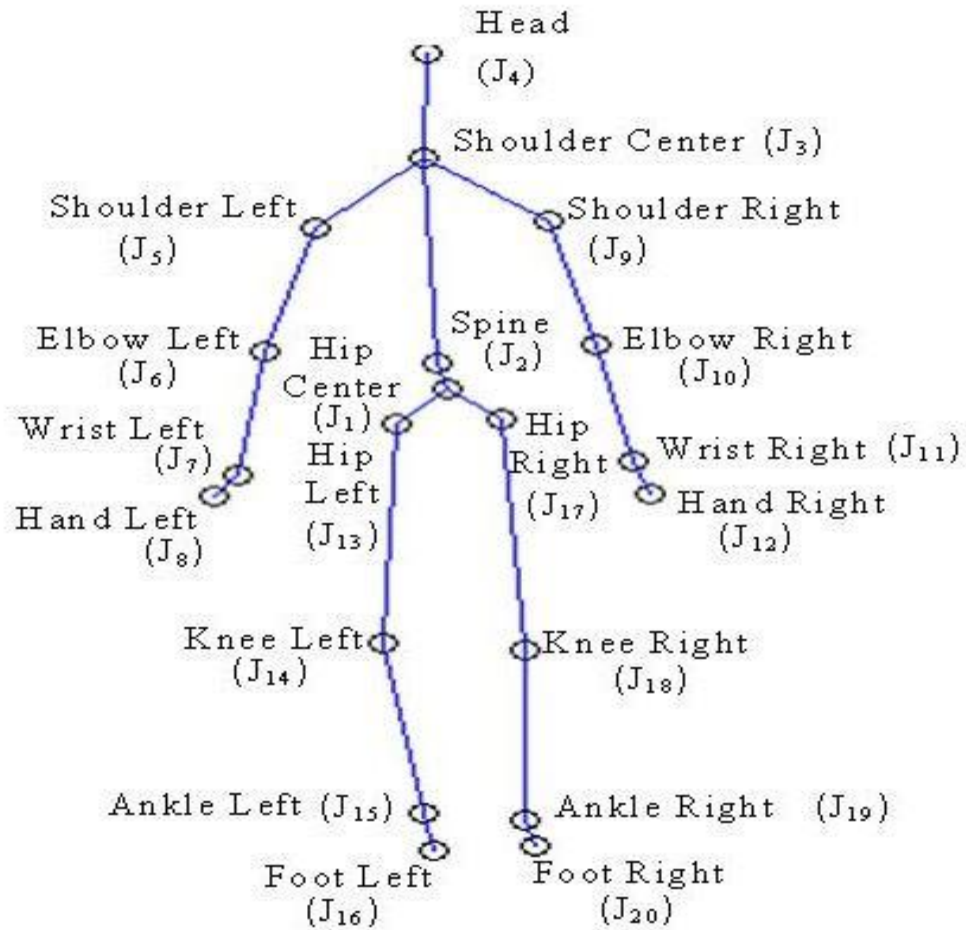 Head
(J₄)
Shoulder Center (J₃)
Shoulder Left
(J₅)
Shoulder Right
(J₉)
Spine
(J₂)
Elbow Left
(J₆)
Hip
Center
(J₁)
Elbow Right
(J₁₀)
Wrist Left
(J₇)
Hip
Left
(J₁₃)
Hip
Right
(J₁₇)
Wrist Right (J₁₁)
Hand Left
(J₈)
Hand Right
(J₁₂)
Knee Left
(J₁₄)
Knee Right
(J₁₈)
Ankle Left (J₁₅)
Ankle Right (J₁₉)
Foot Left
(J₁₆)
Foot Right
(J₂₀)